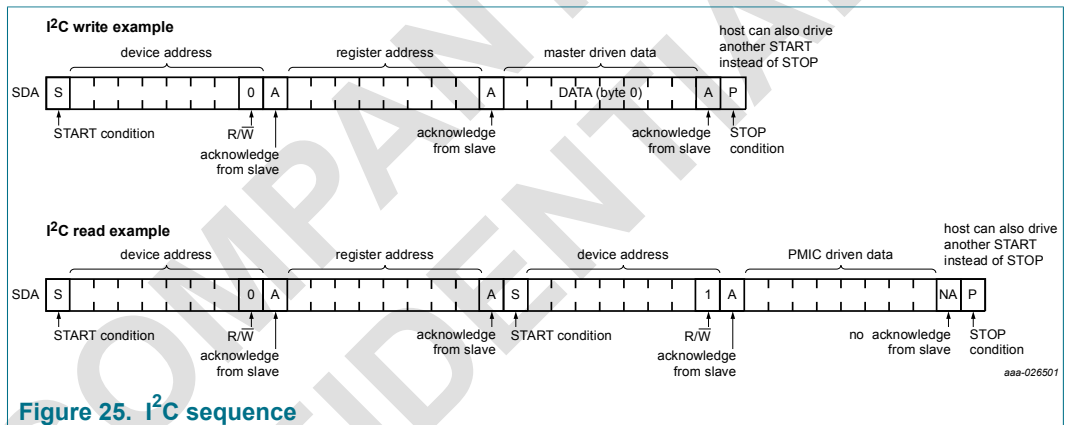 I²C write example
host can also drive
another START
instead of STOP
device address
register address
master driven data
SDA
S
0
A
A
DATA (byte 0)
A
P
START condition
R/W̅
acknowledge
from slave
acknowledge
from slave
acknowledge
from slave
STOP
condition
I²C read example
host can also drive
another START
instead of STOP
device address
register address
device address
PMIC driven data
SDA
S
0
A
A
S
1
A
NA
P
START condition
R/W̅
acknowledge
from slave
acknowledge
from slave
START condition
R/W̅
acknowledge
from slave
no acknowledge
from slave
STOP
condition
aaa-026501
Figure 25. I²C sequence
COMPAN
IDENTIA